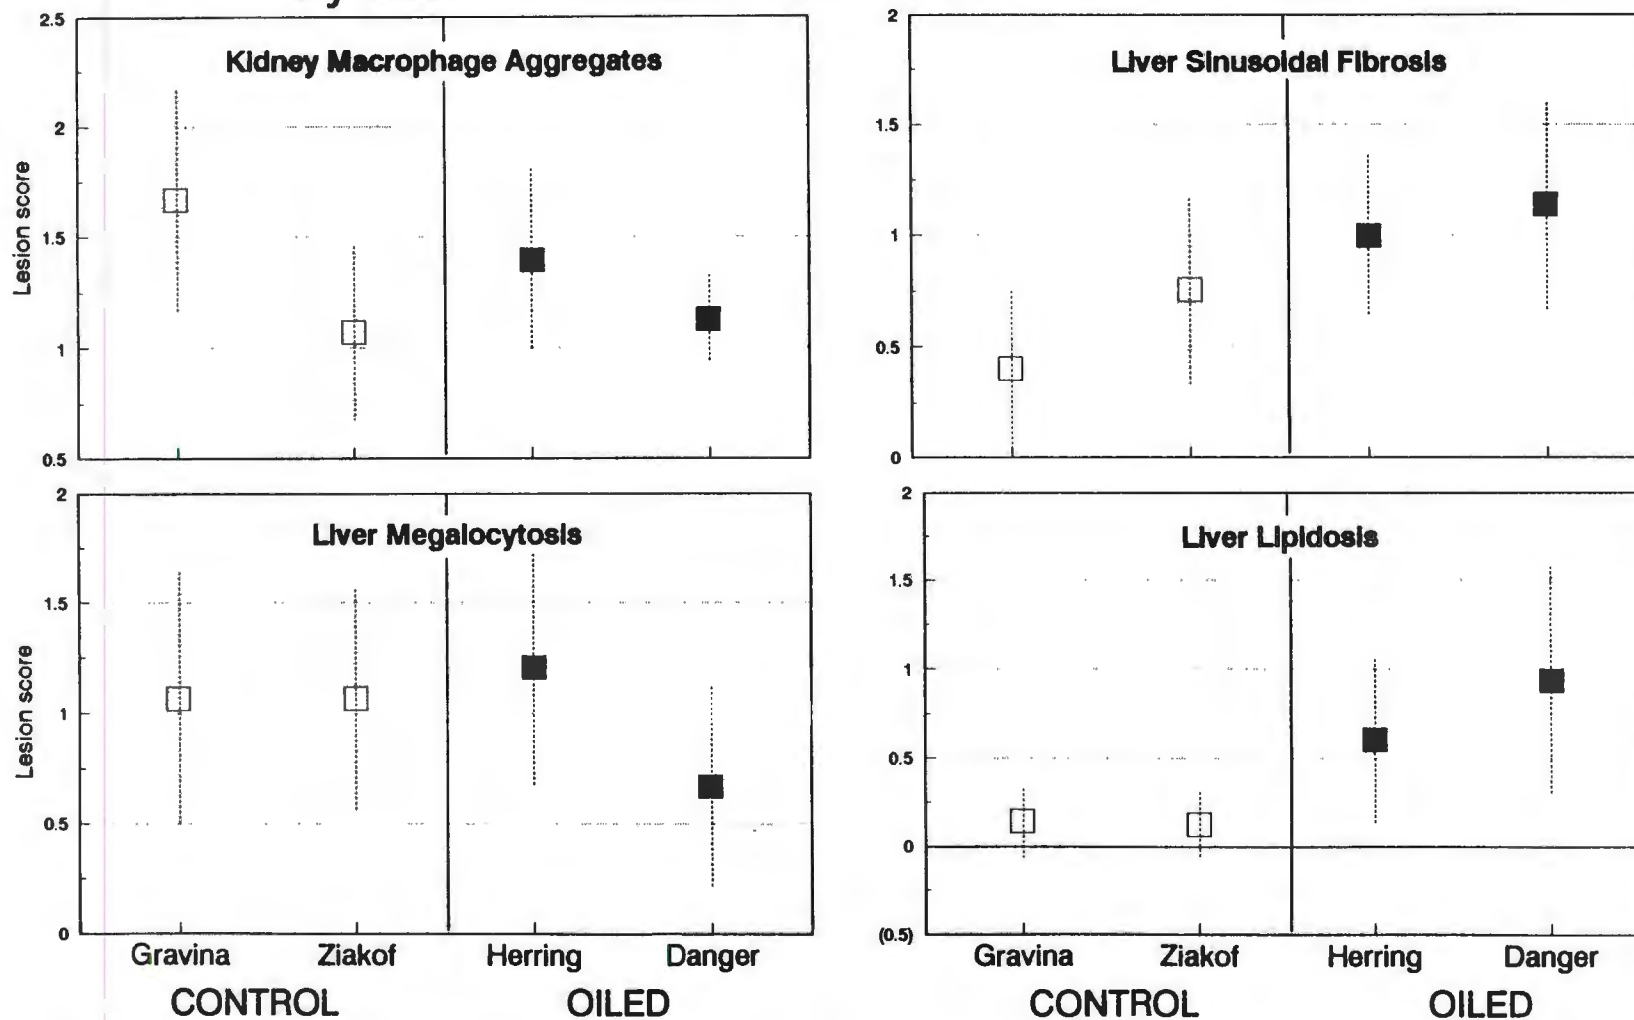 Kidney Macrophage Aggregates
Lesion score
2.5
2
1.5
1
0.5
Liver Sinusoidal Fibrosis
2
1.5
1
0.5
0
Liver Megalocytosis
Lesion score
2
1.5
1
0.5
0
Gravina Ziakof Herring Danger
CONTROL OILED
Liver Lipidosis
2
1.5
1
0.5
0
(0.5)
Gravina Ziakof Herring Danger
CONTROL OILED